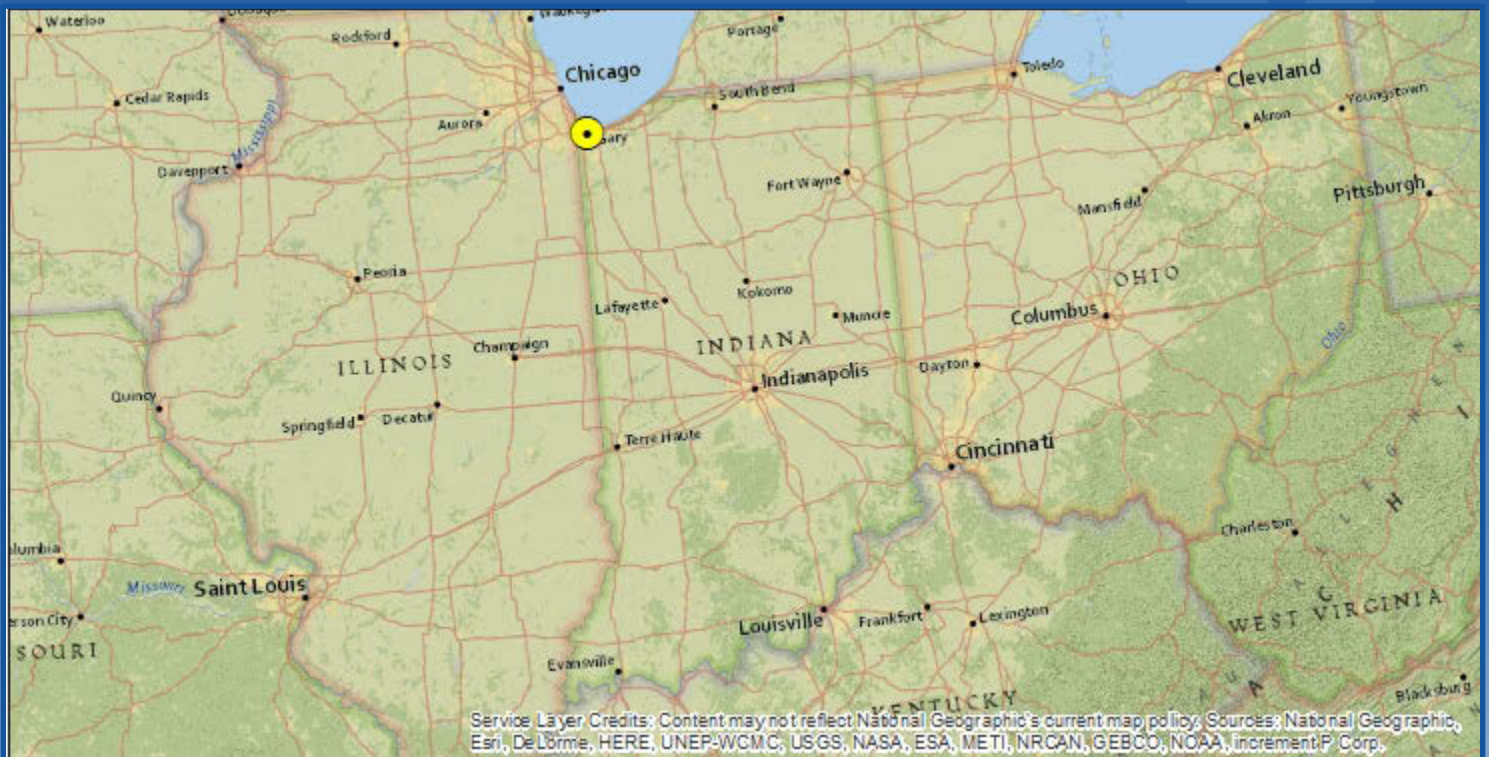 Waterloo
Rockford
Portage
Toledo
Chicago
Cleveland
Cedar Rapids
South Bend
Youngstown
Aurora
Akron
Mississippi
Gary
Davenport
Fort Wayne
Pittsburgh
Mansfield
Peoria
OHIO
Kokomo
Lafayette
Muncie
Columbus
INDIANA
Ohio
Champaign
ILLINOIS
Dayton
Indianapolis
Quincy
Springfield
Decatur
Terre Haute
Cincinnati
Charleston
lumbia
Missouri
Saint Louis
erson City
Louisville
Frankfort
Lexington
WEST VIRGINIA
SOURI
Evansville
Blacksburg
KENTUCKY
Service Layer Credits: Content may not reflect National Geographic's current map policy. Sources: National Geographic,
Esri, DeLorme, HERE, UNEP-WCMC, USGS, NASA, ESA, METI, NRCAN, GEBCO, NOAA, increment P Corp.